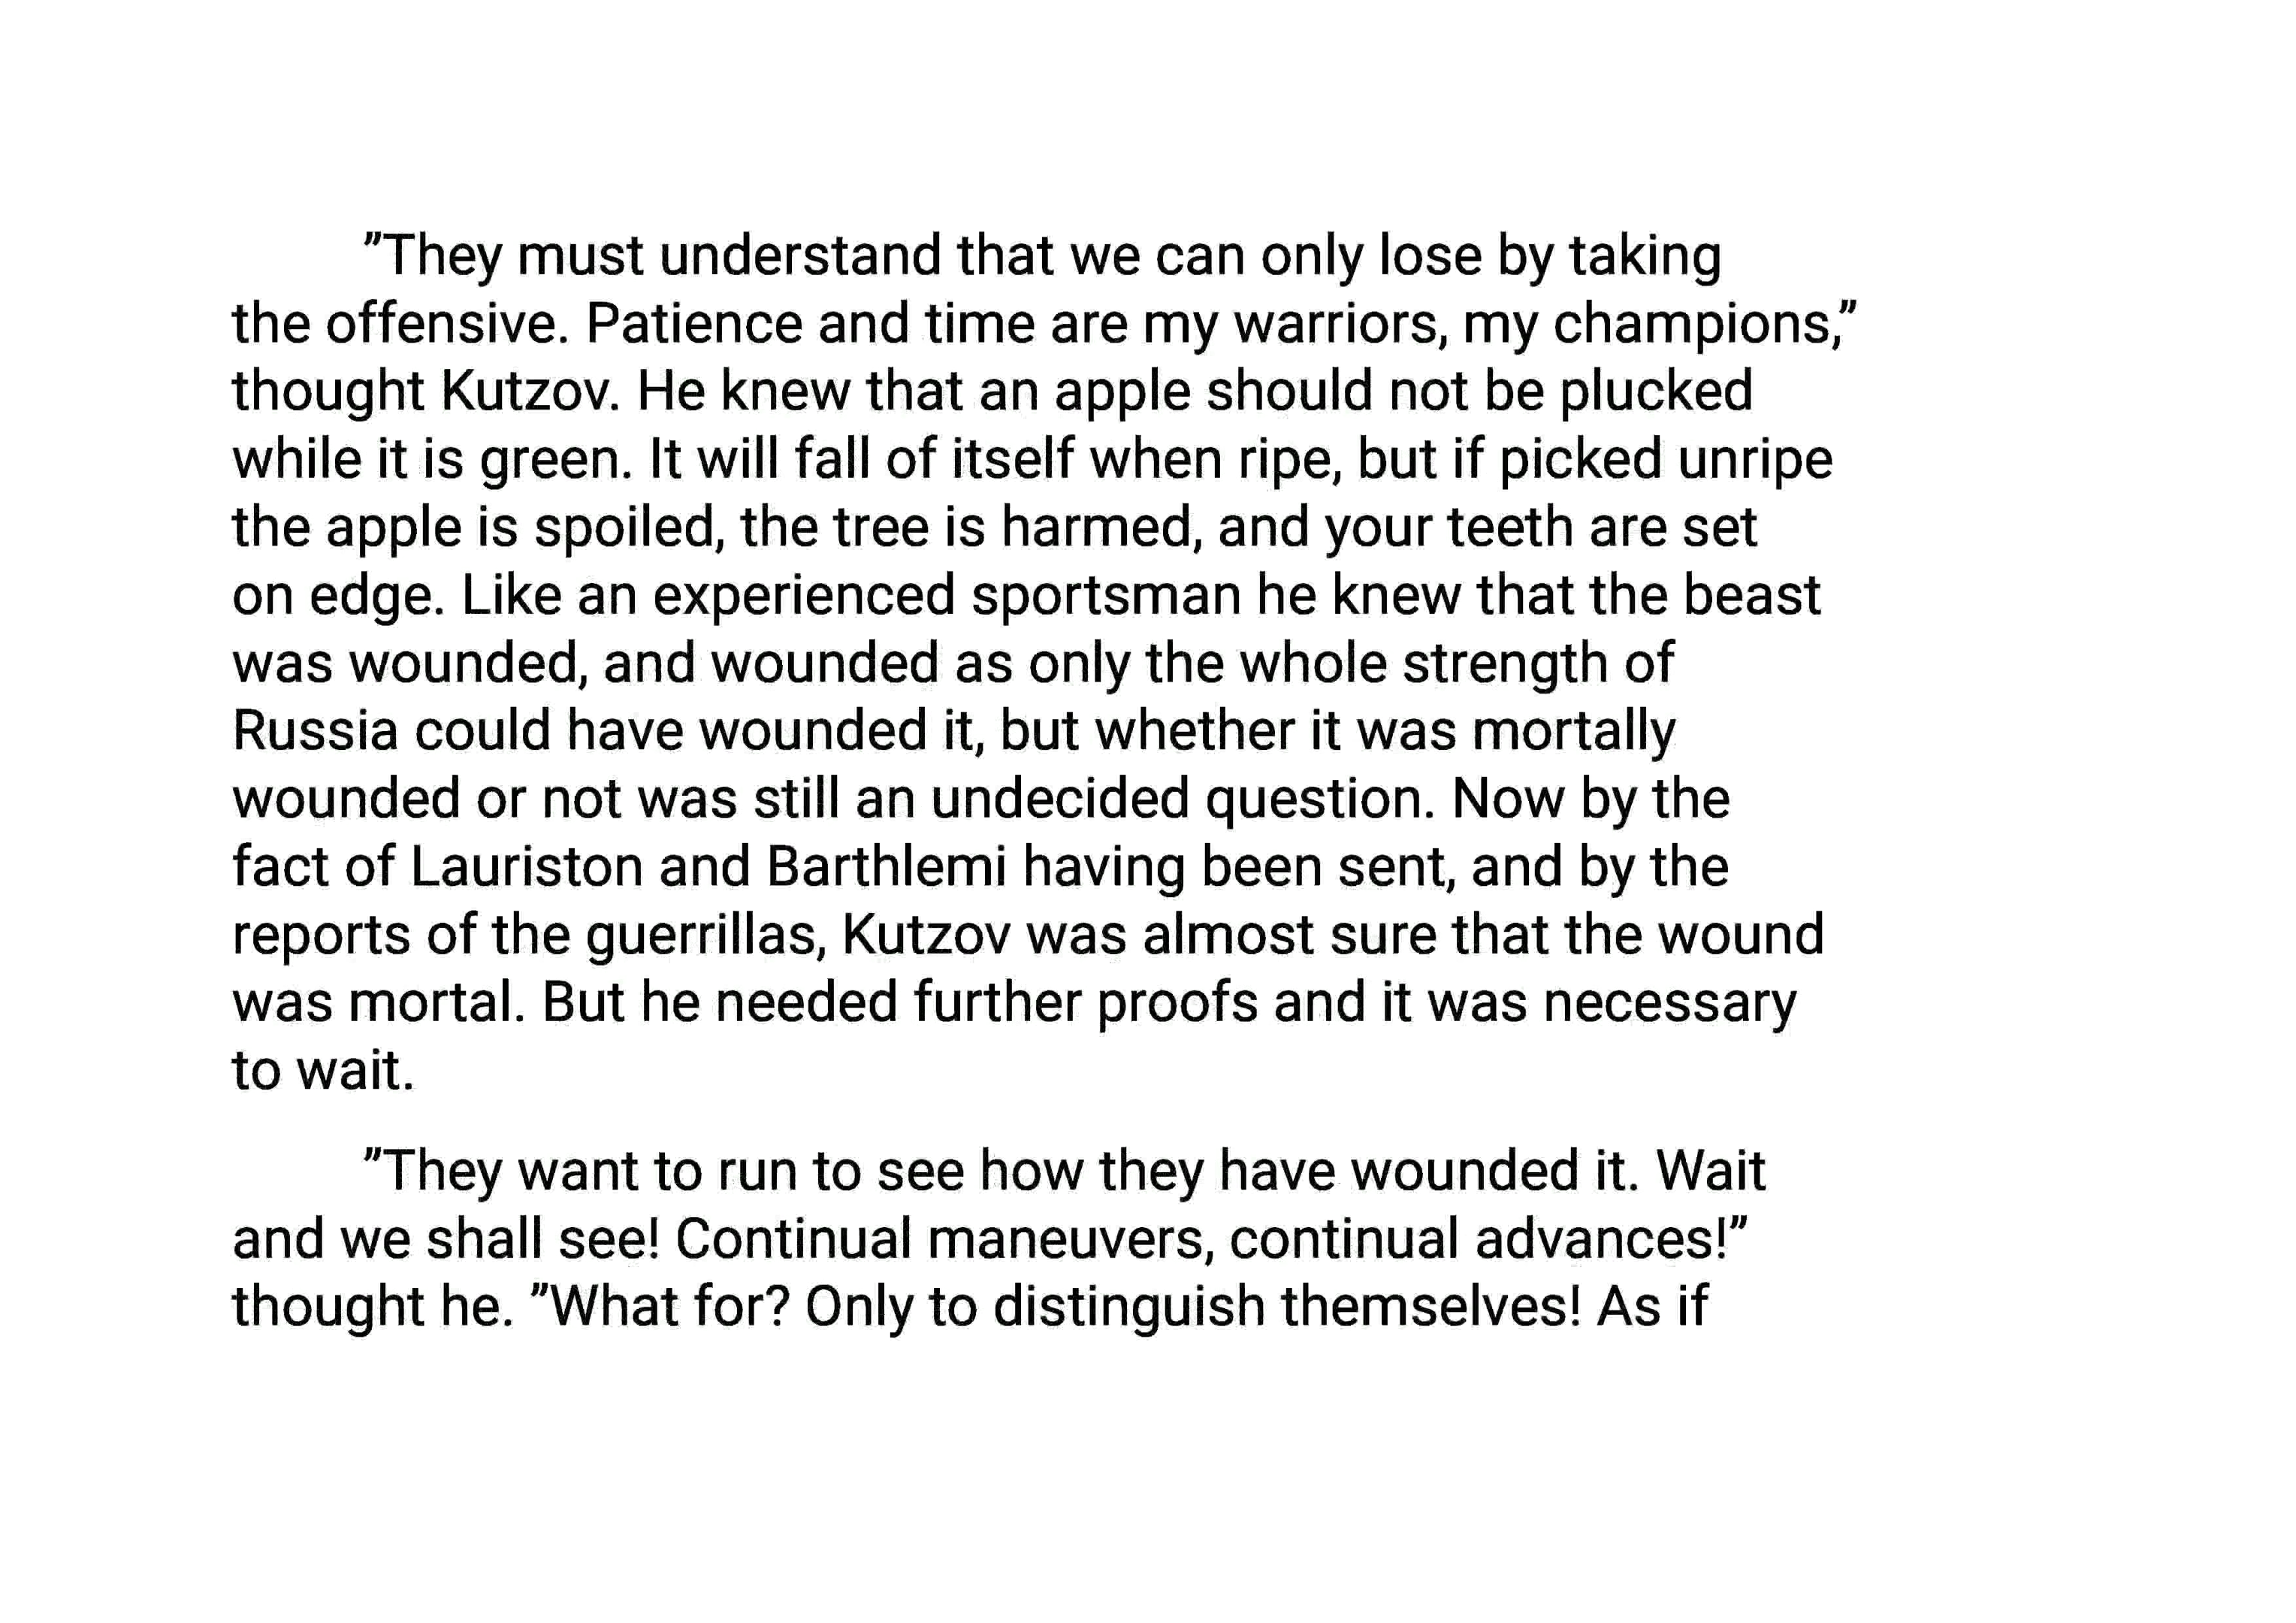 ”They must understand that we can only lose by taking
the offensive. Patience and time are my warriors, my champions,”
thought Kutzov. He knew that an apple should not be plucked
while it is green. It will fall of itself when ripe, but if picked unripe
the apple is spoiled, the tree is harmed, and your teeth are set
on edge. Like an experienced sportsman he knew that the beast
was wounded, and wounded as only the whole strength of
Russia could have wounded it, but whether it was mortally
wounded or not was still an undecided question. Now by the
fact of Lauriston and Barthlemi having been sent, and by the
reports of the guerrillas, Kutzov was almost sure that the wound
was mortal. But he needed further proofs and it was necessary
to wait.
”They want to run to see how they have wounded it. Wait
and we shall see! Continual maneuvers, continual advances!”
thought he. ”What for? Only to distinguish themselves! As if